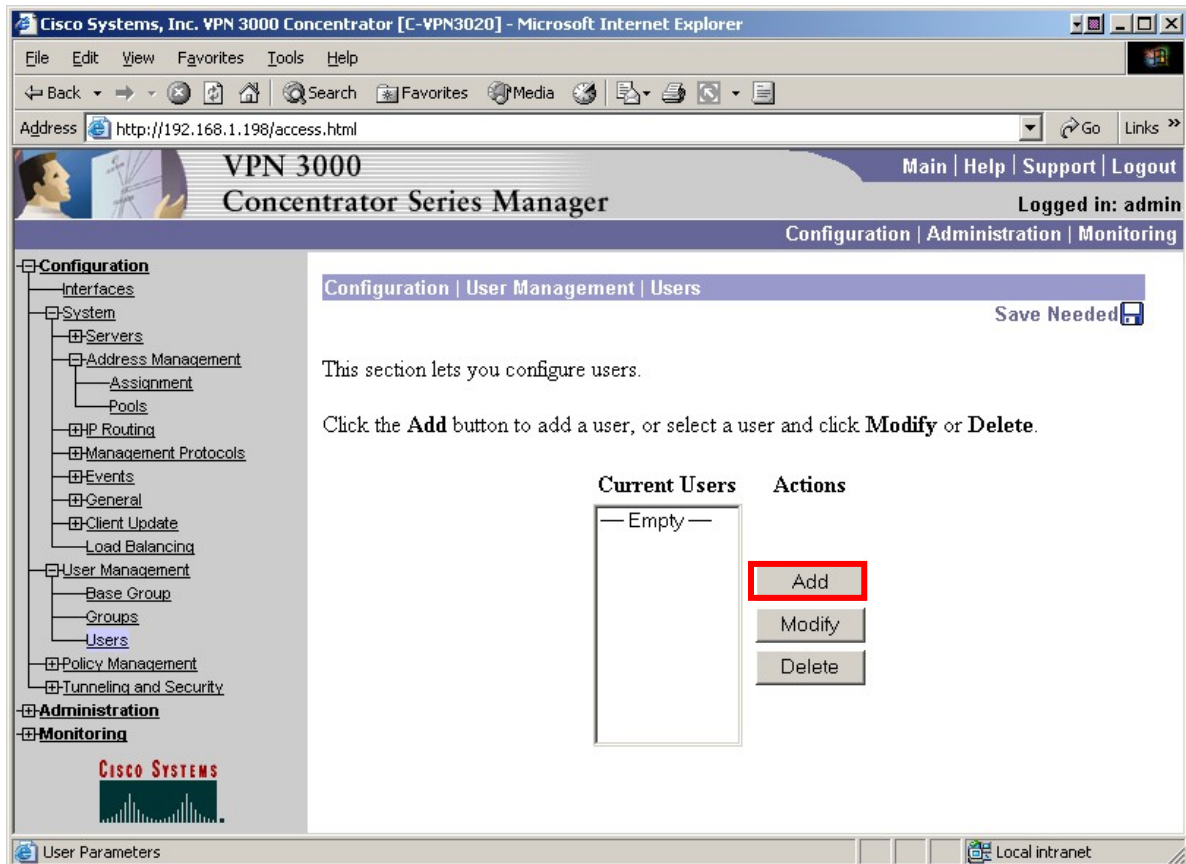 Cisco Systems, Inc. VPN 3000 Concentrator [C-VPN3020] - Microsoft Internet Explorer
File Edit View Favorites Tools Help
Back Search Favorites Media
Address http://192.168.1.198/access.html Go Links »
VPN 3000
Concentrator Series Manager
Main | Help | Support | Logout
Logged in: admin
Configuration | Administration | Monitoring
Configuration
Interfaces
System
Servers
Address Management
Assignment
Pools
IP Routing
Management Protocols
Events
General
Client Update
Load Balancing
User Management
Base Group
Groups
Users
Policy Management
Tunneling and Security
Administration
Monitoring
CISCO SYSTEMS
Configuration | User Management | Users
Save Needed
This section lets you configure users.
Click the Add button to add a user, or select a user and click Modify or Delete.
Current Users Actions
— Empty —
Add
Modify
Delete
User Parameters Local intranet